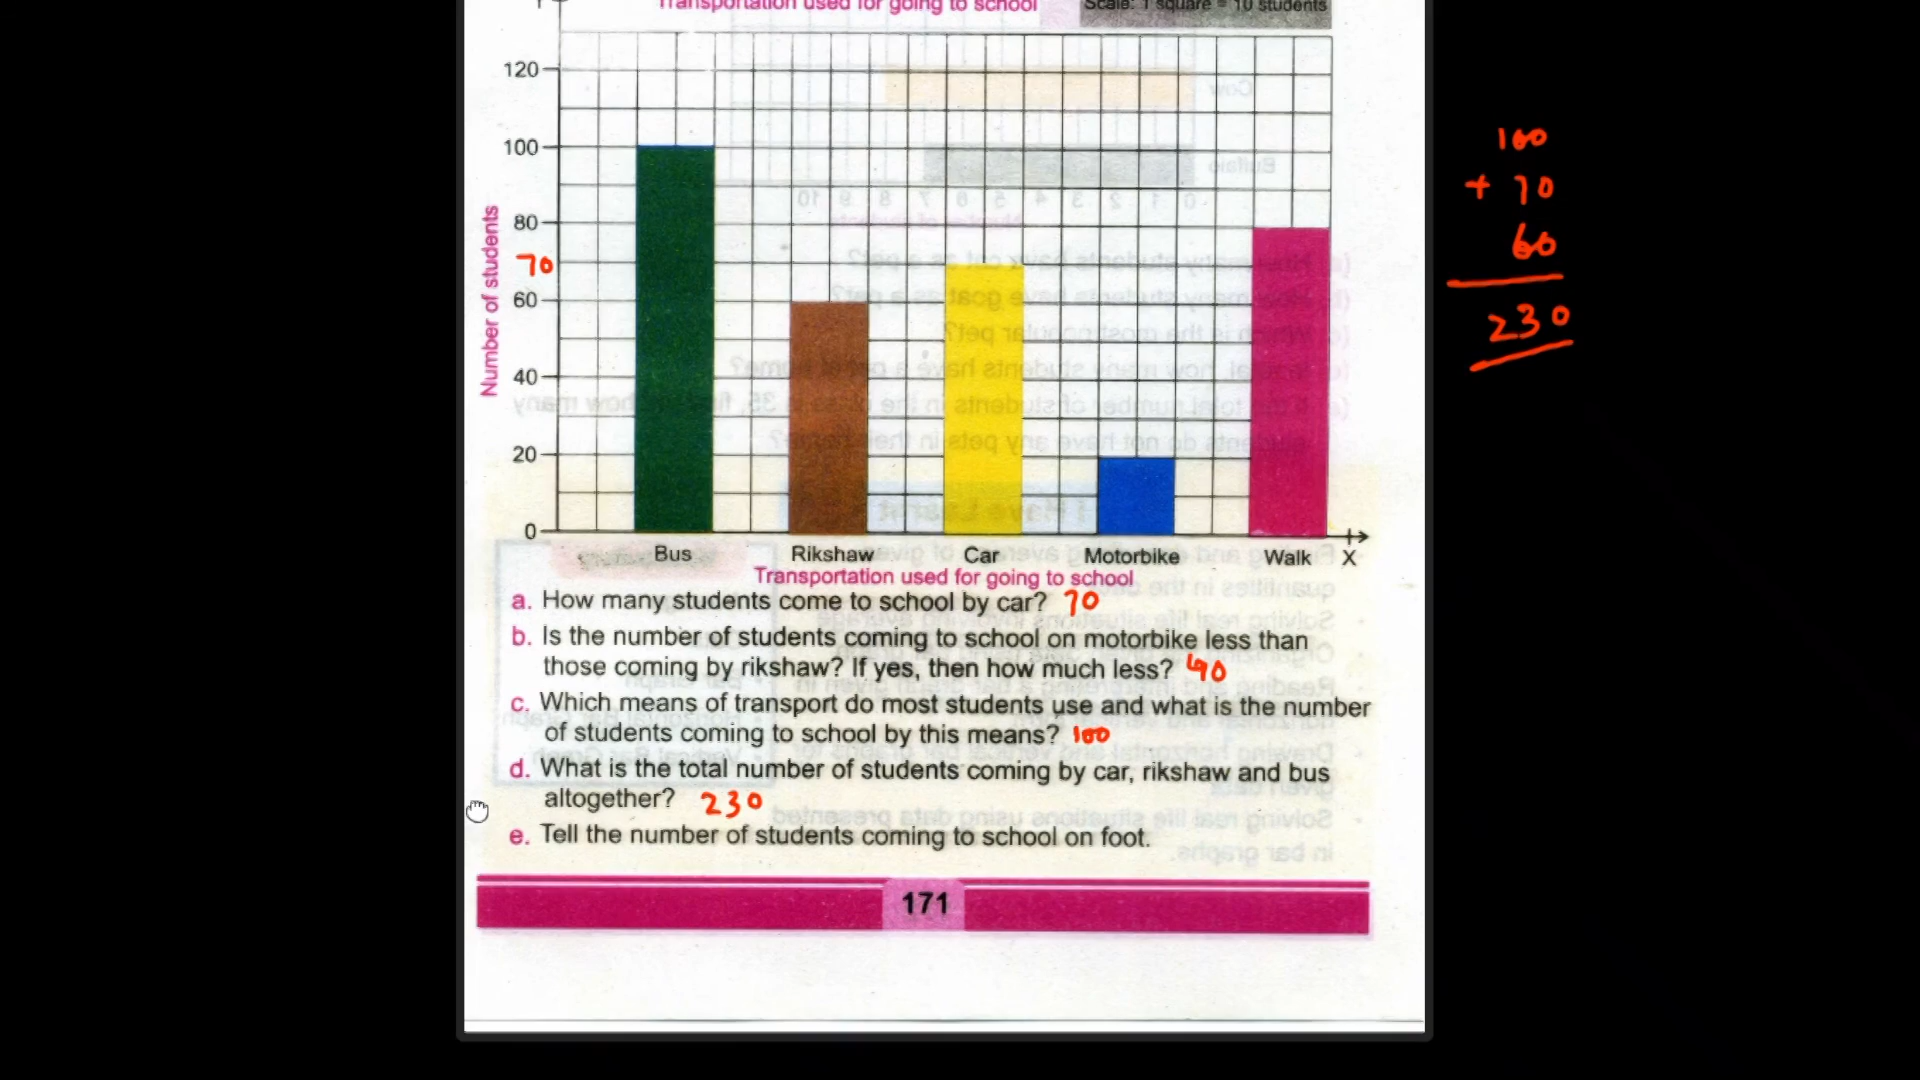 Transportation used for going to school
Scale: 1 square = 10 students
120
100
80
70
60
40
20
0
Number of students
Bus Rikshaw Car Motorbike Walk X
Transportation used for going to school
a. How many students come to school by car? 70
b. Is the number of students coming to school on motorbike less than
those coming by rikshaw? If yes, then how much less? 40
c. Which means of transport do most students use and what is the number
of students coming to school by this means? 100
d. What is the total number of students coming by car, rikshaw and bus
altogether? 230
e. Tell the number of students coming to school on foot.
171
100
+ 70
60
230